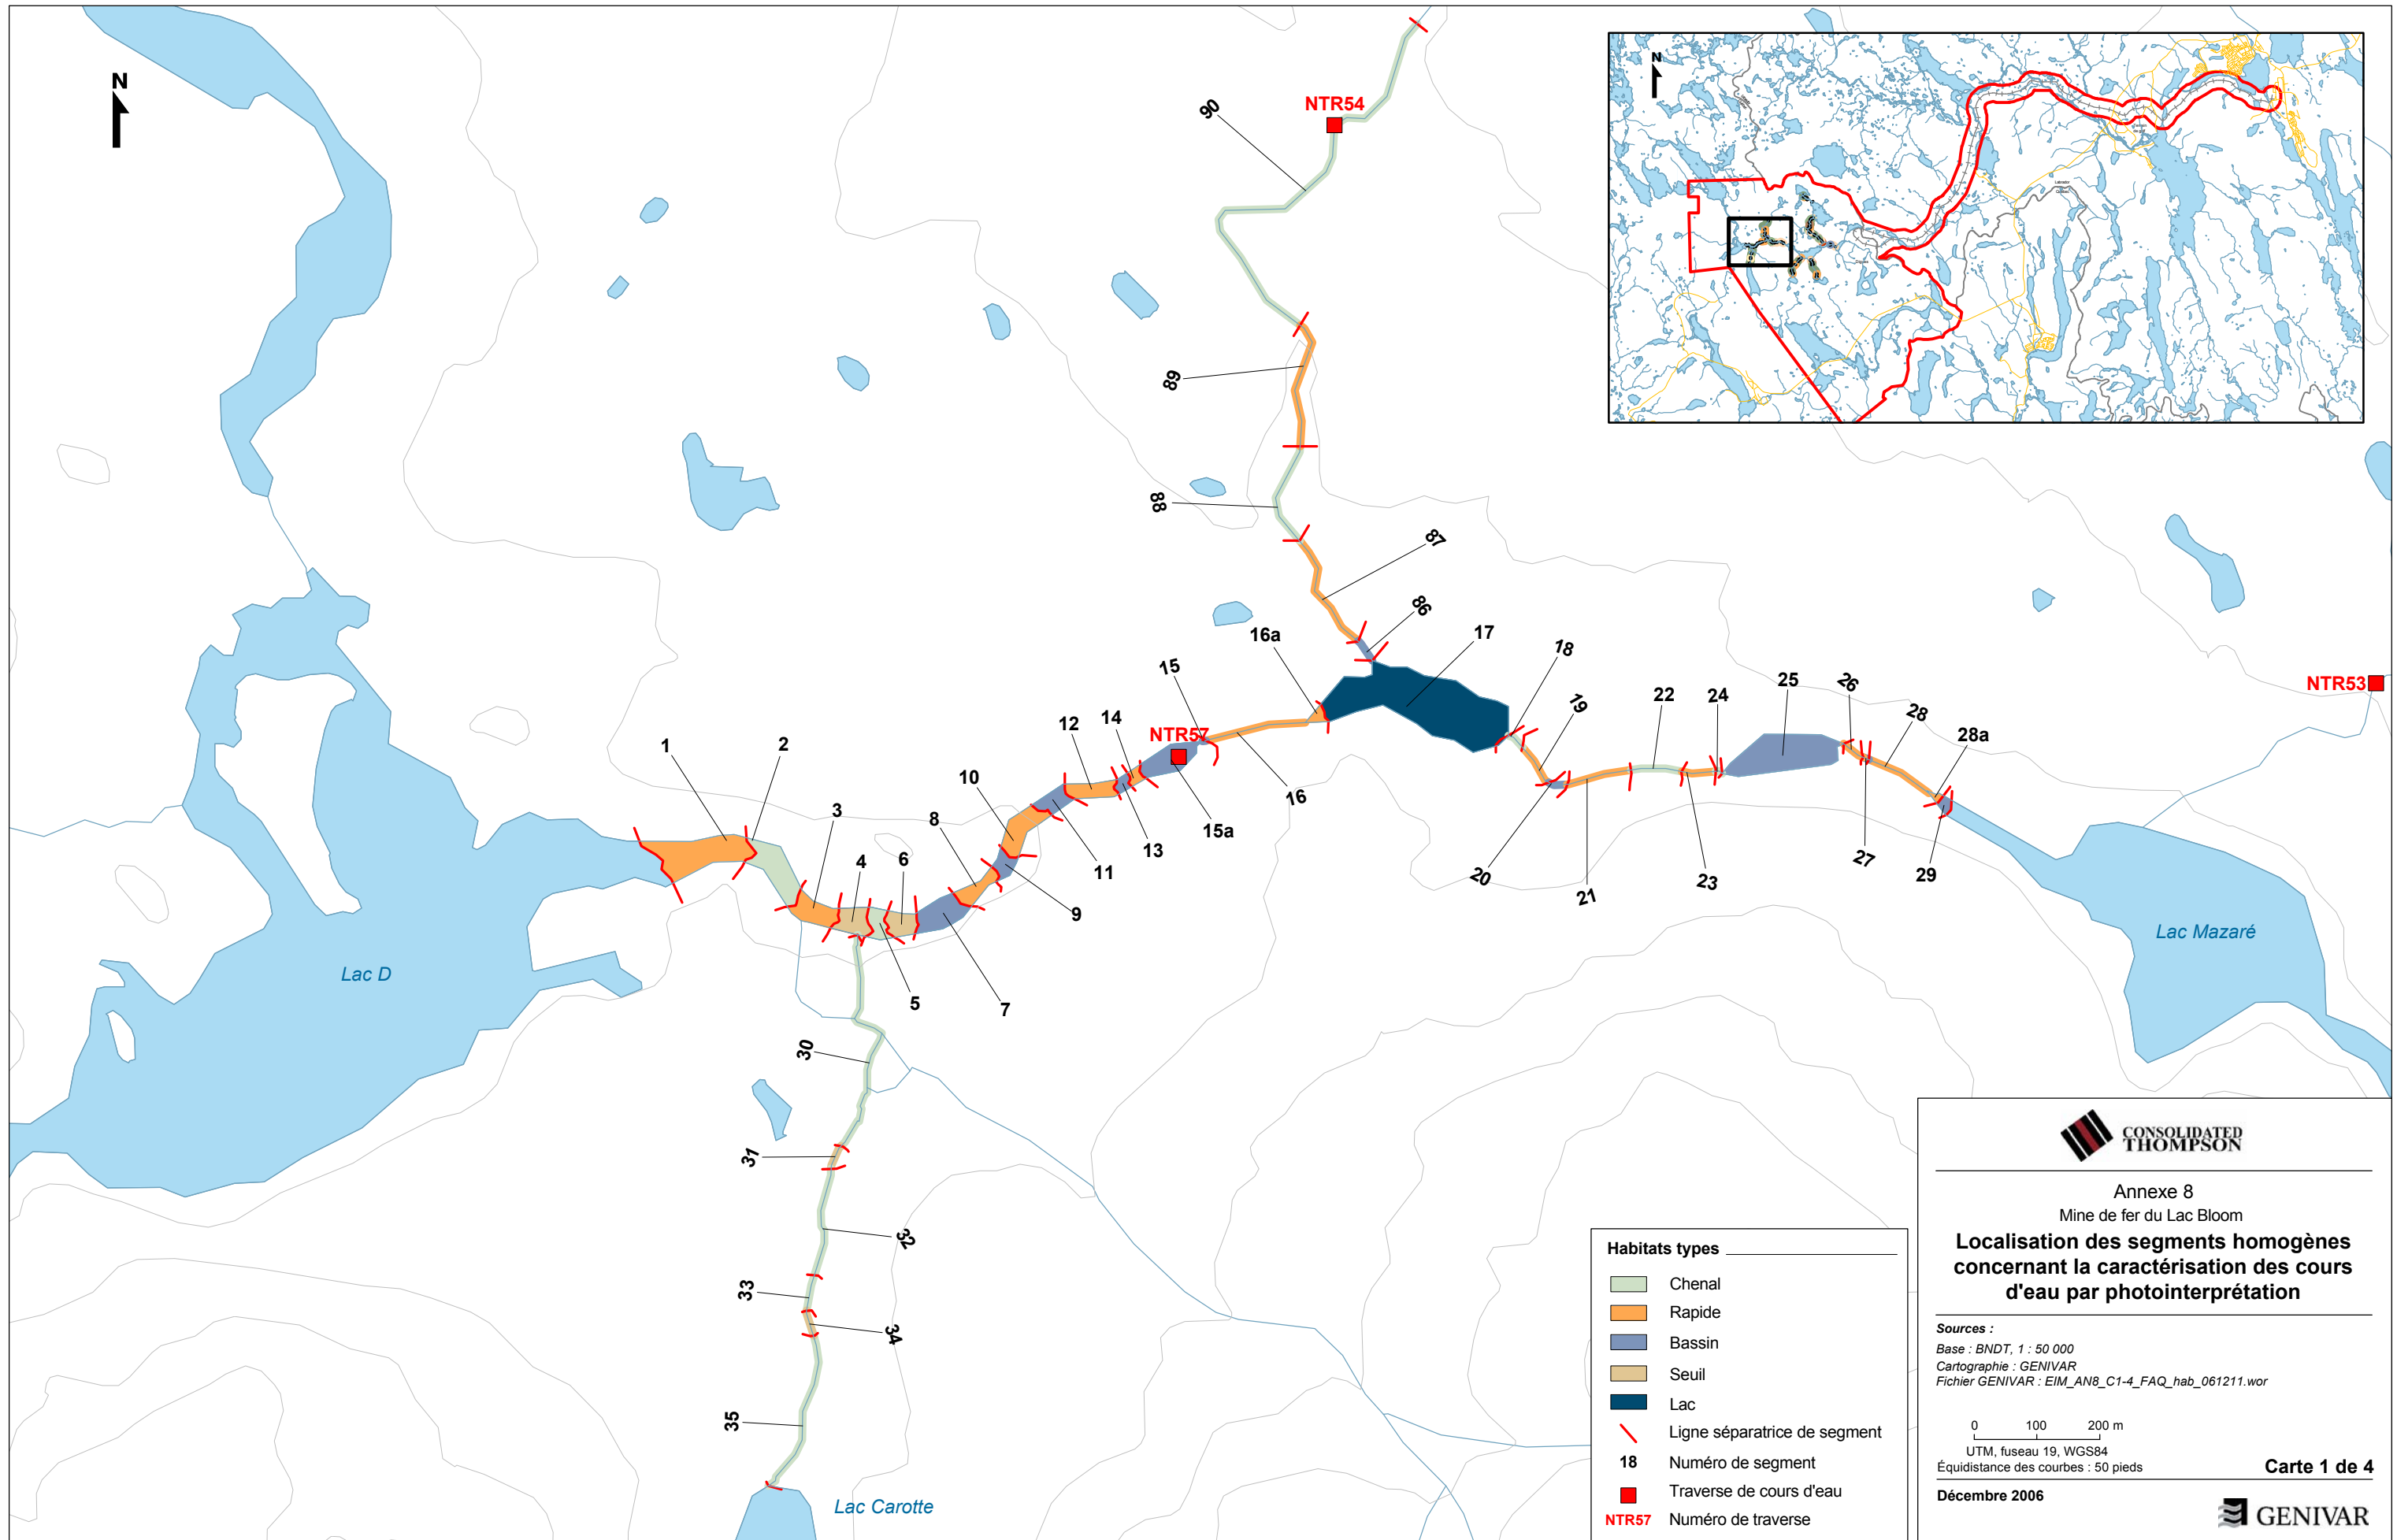 N
NTR54
90
89
88
87
86
16a
17
15
18
19
22
24
25
26
28
28a
NTR53
14
12
NTR57
10
1
2
3
8
4
6
16
15a
13
11
9
20
21
23
27
29
5
7
Lac D
Lac Mazaré
30
31
32
33
34
35
Lac Carotte
N
Habitats types
Chenal
Rapide
Bassin
Seuil
Lac
Ligne séparatrice de segment
18 Numéro de segment
Traverse de cours d'eau
NTR57 Numéro de traverse
CONSOLIDATED
THOMPSON
Annexe 8
Mine de fer du Lac Bloom
Localisation des segments homogènes
concernant la caractérisation des cours
d'eau par photointerprétation
Sources :
Base : BNDT, 1 : 50 000
Cartographie : GENIVAR
Fichier GENIVAR : EIM_AN8_C1-4_FAQ_hab_061211.wor
0 100 200 m
UTM, fuseau 19, WGS84
Équidistance des courbes : 50 pieds
Carte 1 de 4
Décembre 2006
GENIVAR